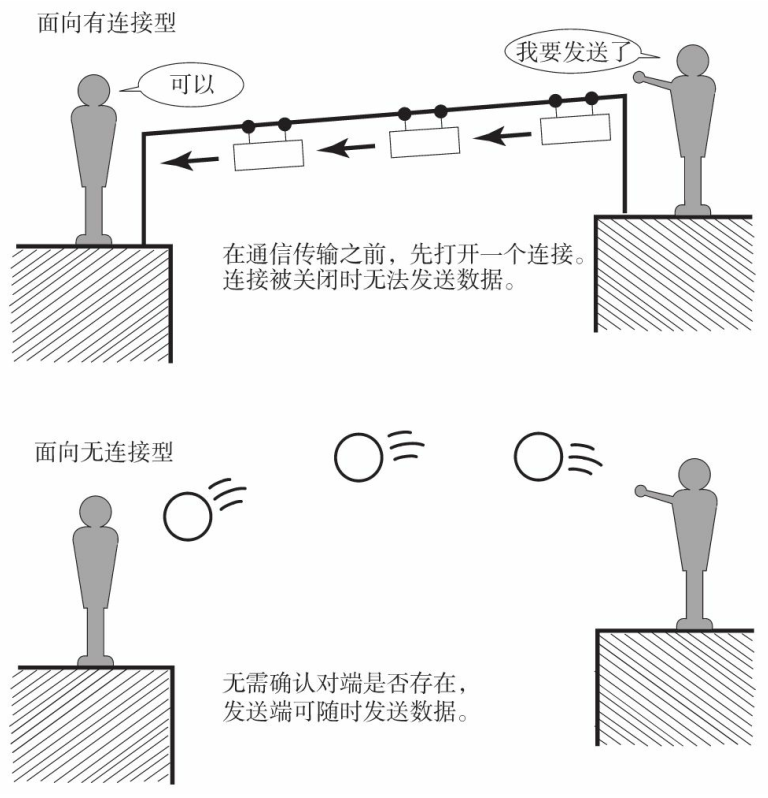 面向有连接型
我要发送了
可以
在通信传输之前，先打开一个连接。
连接被关闭时无法发送数据。
面向无连接型
无需确认对端是否存在，
发送端可随时发送数据。